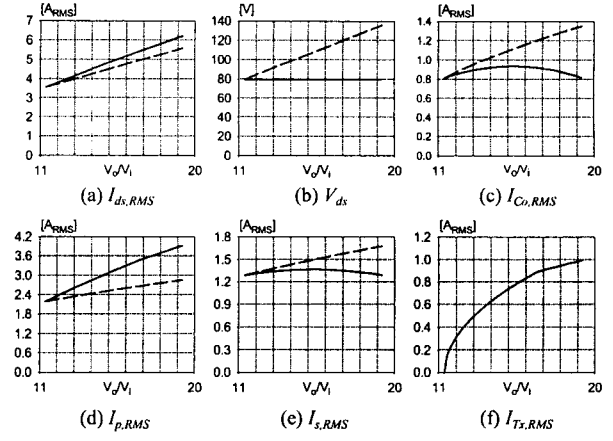 [A_RMS]
7
6
5
4
3
2
1
0
11 V_o/V_i 20
(a) I_ds,RMS
[V]
140
120
100
80
60
40
20
0
11 V_o/V_i 20
(b) V_ds
[A_RMS]
1.4
1.2
1.0
0.8
0.6
0.4
0.2
0.0
11 V_o/V_i 20
(c) I_Co,RMS
[A_RMS]
4.2
3.6
3.0
2.4
1.8
1.2
0.6
0.0
11 V_o/V_i 20
(d) I_p,RMS
[A_RMS]
1.8
1.5
1.2
0.9
0.6
0.3
0.0
11 V_o/V_i 20
(e) I_s,RMS
[A_RMS]
1.2
1.0
0.8
0.6
0.4
0.2
0.0
11 V_o/V_i 20
(f) I_Tx,RMS